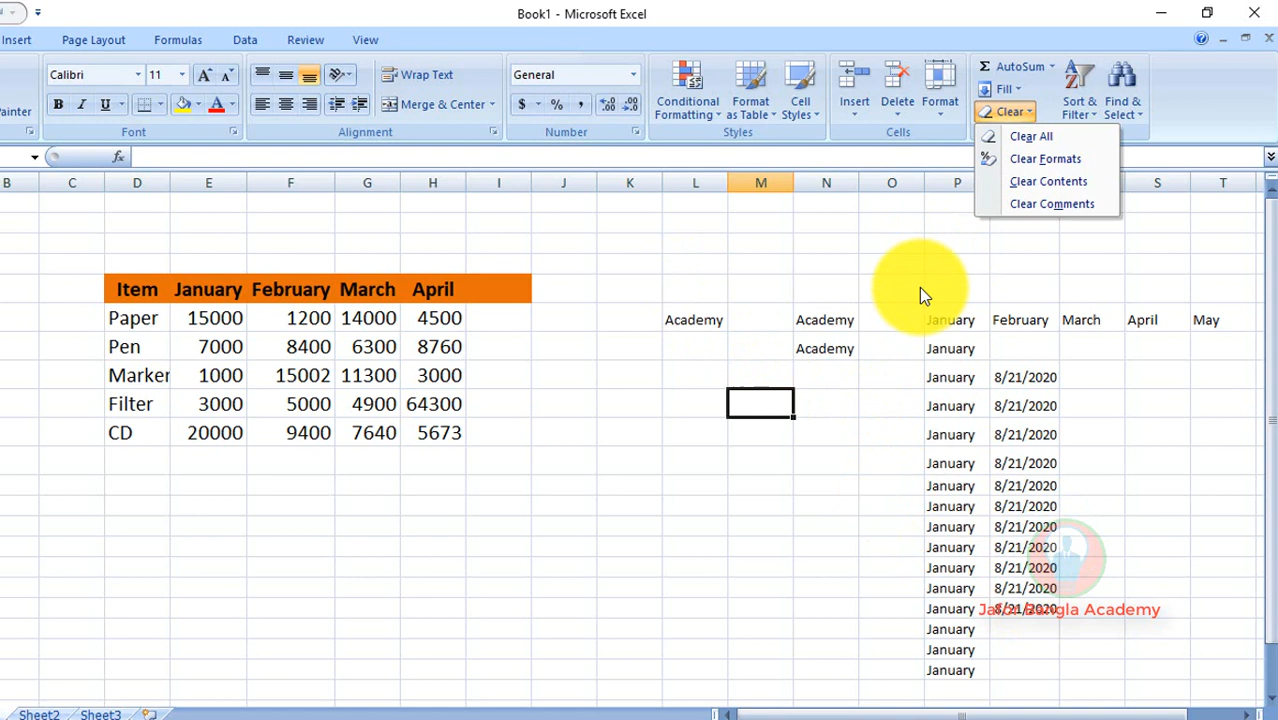 Book1 - Microsoft Excel
Insert Page Layout Formulas Data Review View
Calibri 11 Wrap Text General AutoSum
Fill
Painter B I U Merge & Center $ % , Conditional Formatting Format as Table Cell Styles Insert Delete Format Clear Sort & Filter Find & Select
Font Alignment Number Styles Cells
Clear All
Clear Formats
Clear Contents
Clear Comments
fx
B C D E F G H I J K L M N O P S T
Item January February March April
Paper 15000 1200 14000 4500 Academy Academy January February March April May
Pen 7000 8400 6300 8760 Academy January
Marker 1000 15002 11300 3000 January 8/21/2020
Filter 3000 5000 4900 64300 January 8/21/2020
CD 20000 9400 7640 5673 January 8/21/2020
January 8/21/2020
January 8/21/2020
January 8/21/2020
January 8/21/2020
January 8/21/2020
January 8/21/2020
January 8/21/2020
January 8/21/2020
Jafor Bangla Academy
January
January
January
Sheet2 Sheet3